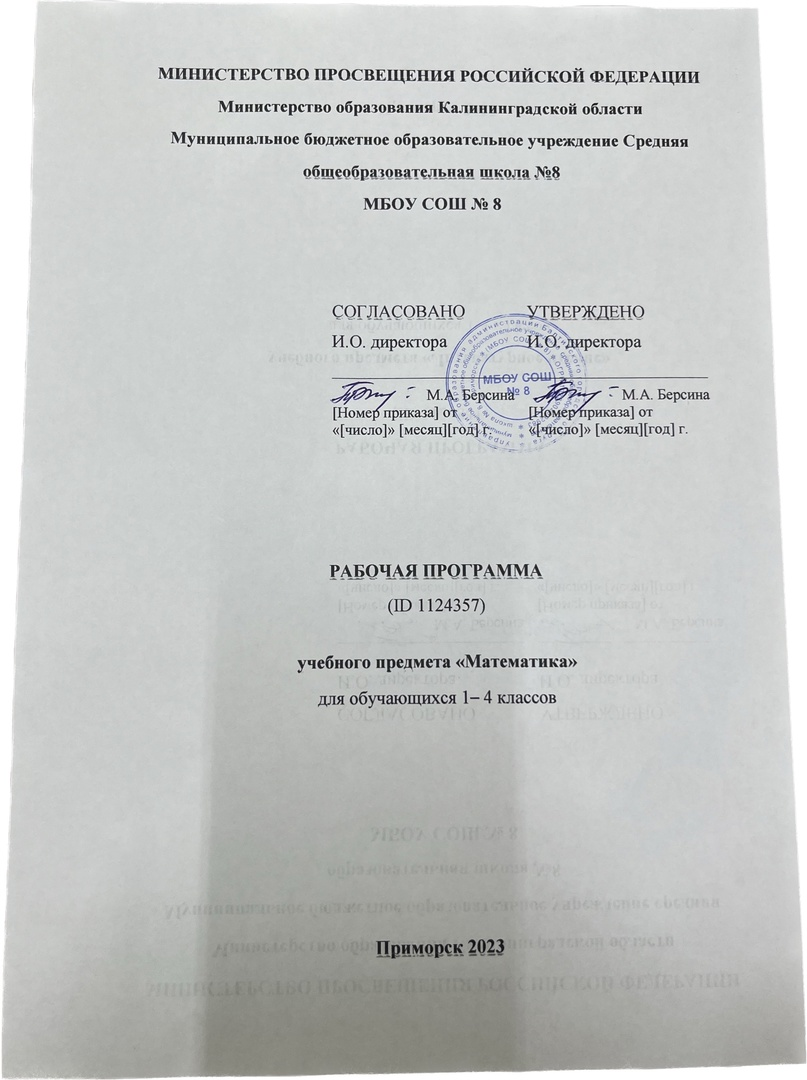 МИНИСТЕРСТВО ПРОСВЕЩЕНИЯ РОССИЙСКОЙ ФЕДЕРАЦИИ
Министерство образования Калининградской области
Муниципальное бюджетное образовательное учреждение Средняя
общеобразовательная школа №8
МБОУ СОШ № 8
СОГЛАСОВАНО
И.О. директора
М.А. Берсина
[Номер приказа] от
«[число]» [месяц][год] г.
УТВЕРЖДЕНО
И.О. директора
М.А. Берсина
[Номер приказа] от
«[число]» [месяц][год] г.
МБОУ СОШ
№ 8
РАБОЧАЯ ПРОГРАММА
(ID 1124357)
учебного предмета «Математика»
для обучающихся 1– 4 классов
Приморск 2023